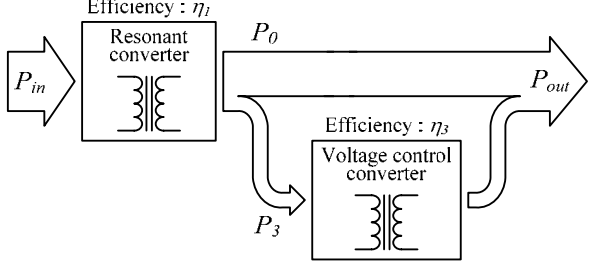 Efficiency : η1
Resonant
converter
P0
Pin
Pout
Efficiency : η3
Voltage control
converter
P3